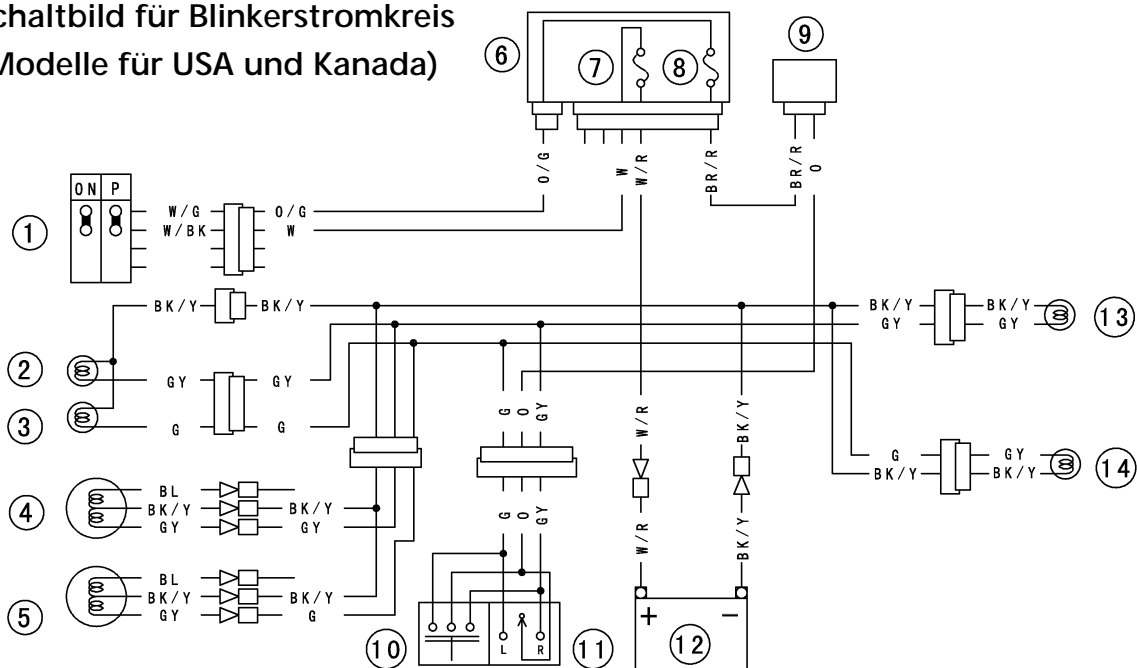 chaltbild für Blinkerstromkreis
Modelle für USA und Kanada)
6
7
8
9
O/G
W
W/R
BR/R
BR/R
O
ON P
1
W/G
O/G
W/BK
W
BK/Y
BK/Y
BK/Y
BK/Y
GY
GY
13
2
GY
GY
3
G
G
G
O
GY
W/R
BK/Y
G
GY
BK/Y
BK/Y
14
4
BL
BK/Y
BK/Y
GY
GY
G
O
GY
W/R
BK/Y
5
BL
BK/Y
BK/Y
GY
G
10
L
R
11
+
−
12